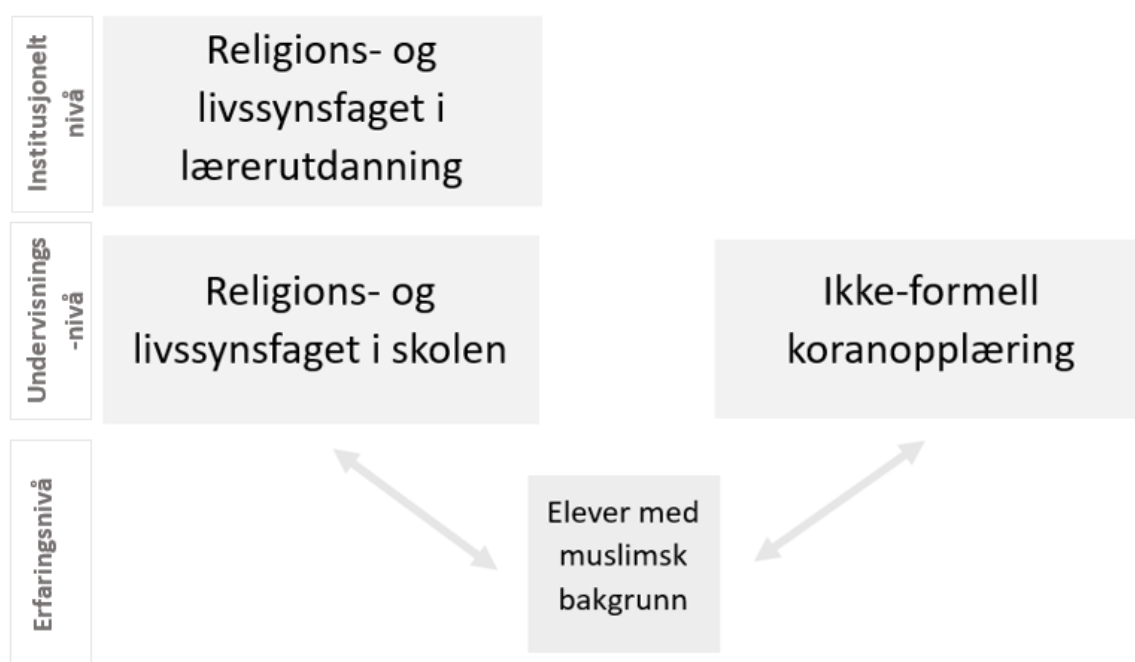 Institusjonelt
nivå
Religions- og
livssynsfaget i
lærerutdanning
Undervisnings
-nivå
Religions- og
livssynsfaget i skolen
Ikke-formell
koranopplæring
Erfaringsnivå
Elever med
muslimsk
bakgrunn